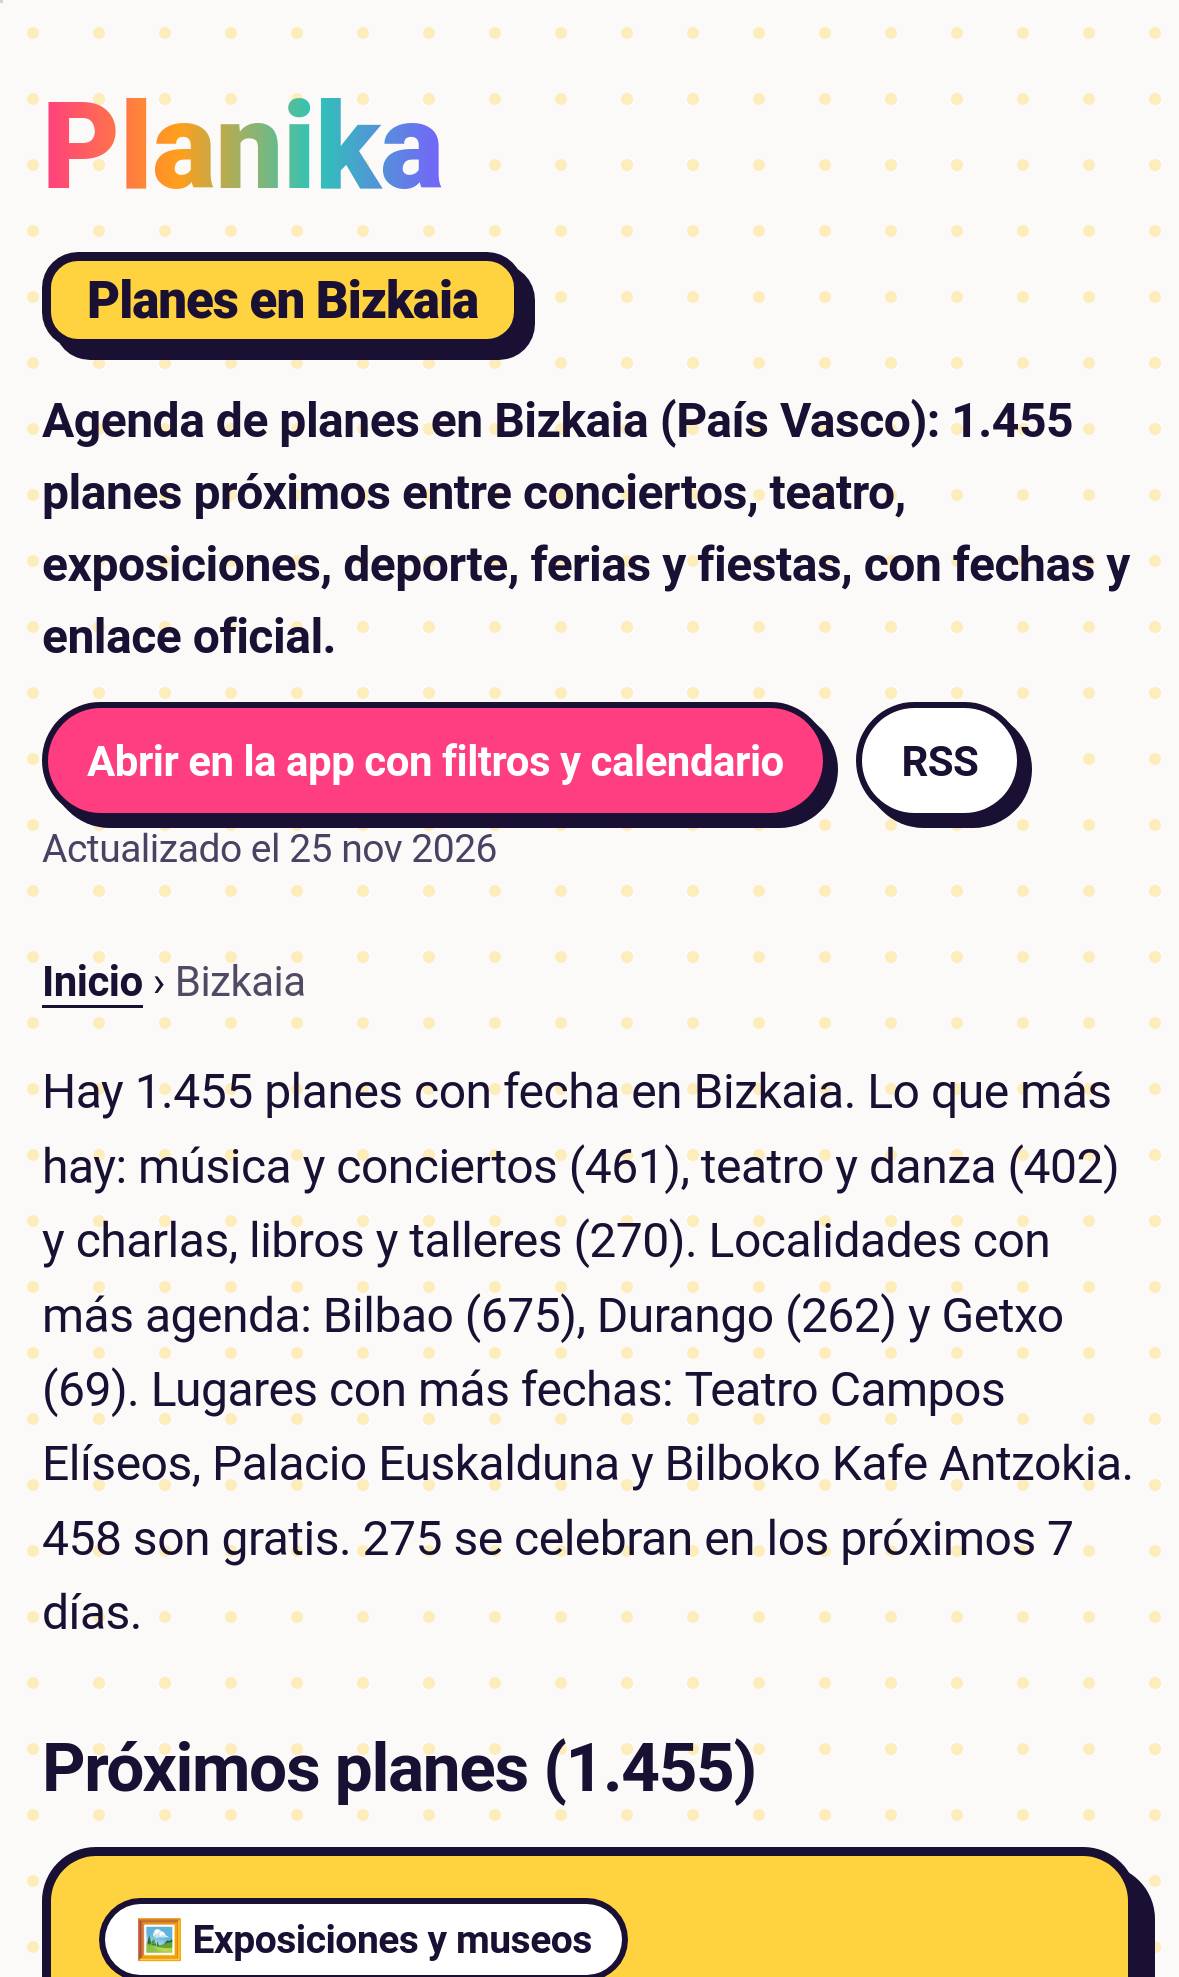 Planika
Planes en Bizkaia
Agenda de planes en Bizkaia (País Vasco): 1.455
planes próximos entre conciertos, teatro,
exposiciones, deporte, ferias y fiestas, con fechas y
enlace oficial.
Abrir en la app con filtros y calendario
RSS
Actualizado el 25 nov 2026
Inicio › Bizkaia
Hay 1.455 planes con fecha en Bizkaia. Lo que más
hay: música y conciertos (461), teatro y danza (402)
y charlas, libros y talleres (270). Localidades con
más agenda: Bilbao (675), Durango (262) y Getxo
(69). Lugares con más fechas: Teatro Campos
Elíseos, Palacio Euskalduna y Bilboko Kafe Antzokia.
458 son gratis. 275 se celebran en los próximos 7
días.
Próximos planes (1.455)
Exposiciones y museos